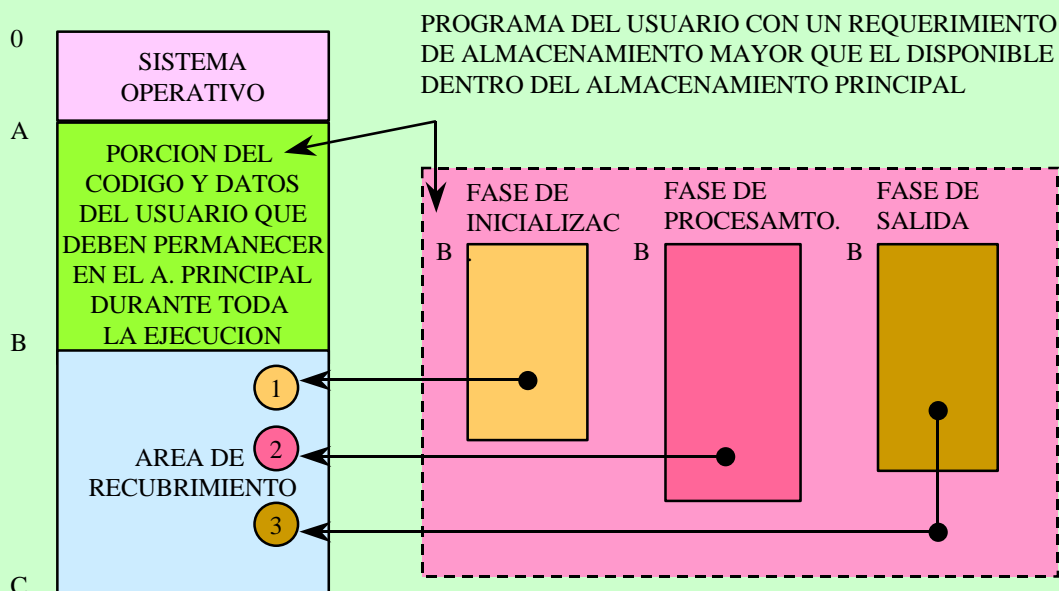 PROGRAMA DEL USUARIO CON UN REQUERIMIENTO
DE ALMACENAMIENTO MAYOR QUE EL DISPONIBLE
DENTRO DEL ALMACENAMIENTO PRINCIPAL
0
SISTEMA
OPERATIVO
A
PORCION DEL
CODIGO Y DATOS
DEL USUARIO QUE
DEBEN PERMANECER
EN EL A. PRINCIPAL
DURANTE TODA
LA EJECUCION
B
1
AREA DE
RECUBRIMIENTO
2
3
C
FASE DE
INICIALIZAC
.
B
FASE DE
PROCESAMTO.
B
FASE DE
SALIDA
B